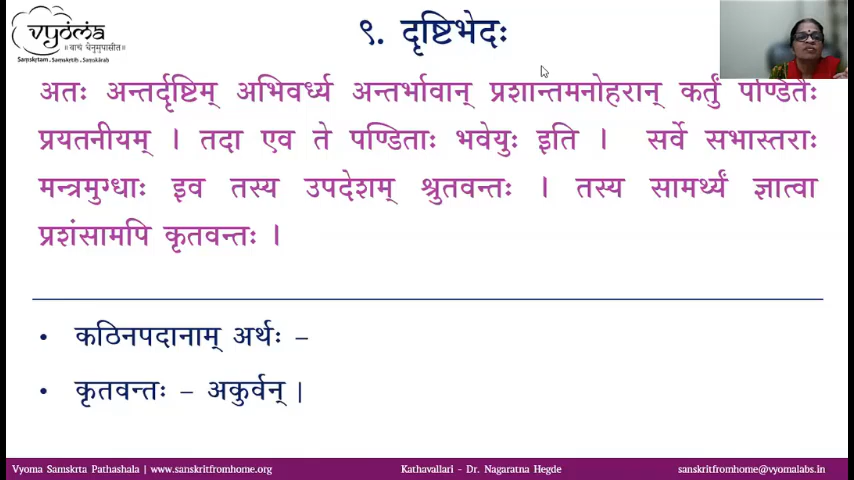 vyoma
॥ वाचं धेनुमुपासीत॥
Samskrtam, Samskrtih, Samskarah
९. दृष्टिभेदः
अतः अन्तर्दृष्टिम् अभिवर्ध्य अन्तर्भावान् प्रशान्तमनोहरान् कर्तुं पण्डितैः
प्रयतनीयम् । तदा एव ते पण्डिताः भवेयुः इति । सर्वे सभास्तराः
मन्त्रमुग्धाः इव तस्य उपदेशम् श्रुतवन्तः । तस्य सामर्थ्यं ज्ञात्वा
प्रशंसामपि कृतवन्तः ।
• कठिनपदानाम् अर्थः –
• कृतवन्तः – अकुर्वन् |
Vyoma Samskrta Pathashala | www.sanskritfromhome.org Kathavallari – Dr. Nagaratna Hegde sanskritfromhome@vyomalabs.in